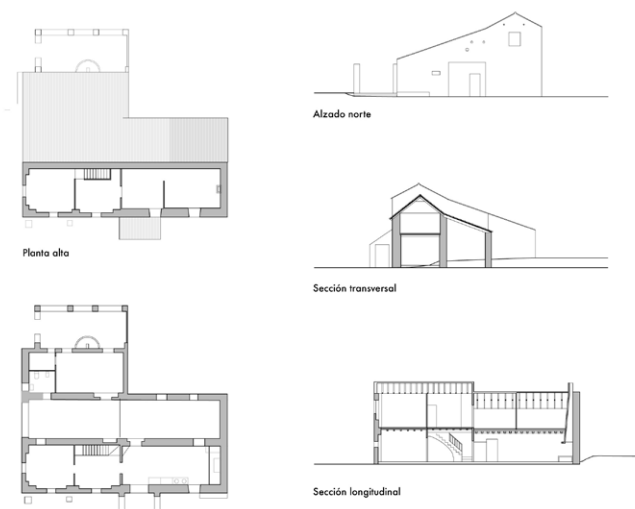 Alzado norte
Planta alta
Sección transversal
Sección longitudinal